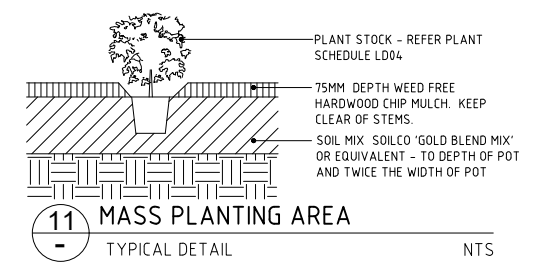 PLANT STOCK - REFER PLANT
SCHEDULE LD04
75MM DEPTH WEED FREE
HARDWOOD CHIP MULCH. KEEP
CLEAR OF STEMS.
SOIL MIX SOILCO 'GOLD BLEND MIX'
OR EQUIVALENT - TO DEPTH OF POT
AND TWICE THE WIDTH OF POT
11 MASS PLANTING AREA
- TYPICAL DETAIL NTS